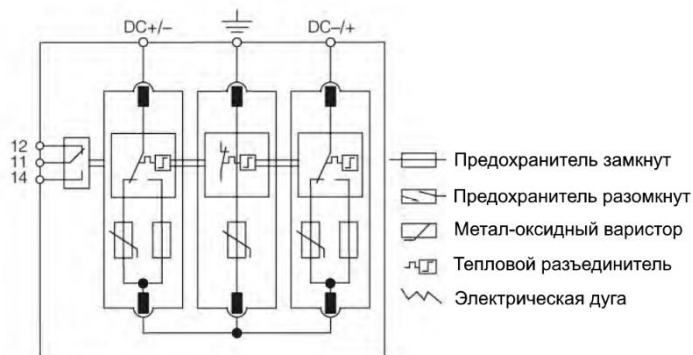 DC+/−
DC−/+
12
11
14
Предохранитель замкнут
Предохранитель разомкнут
Метал-оксидный варистор
Тепловой разъединитель
Электрическая дуга